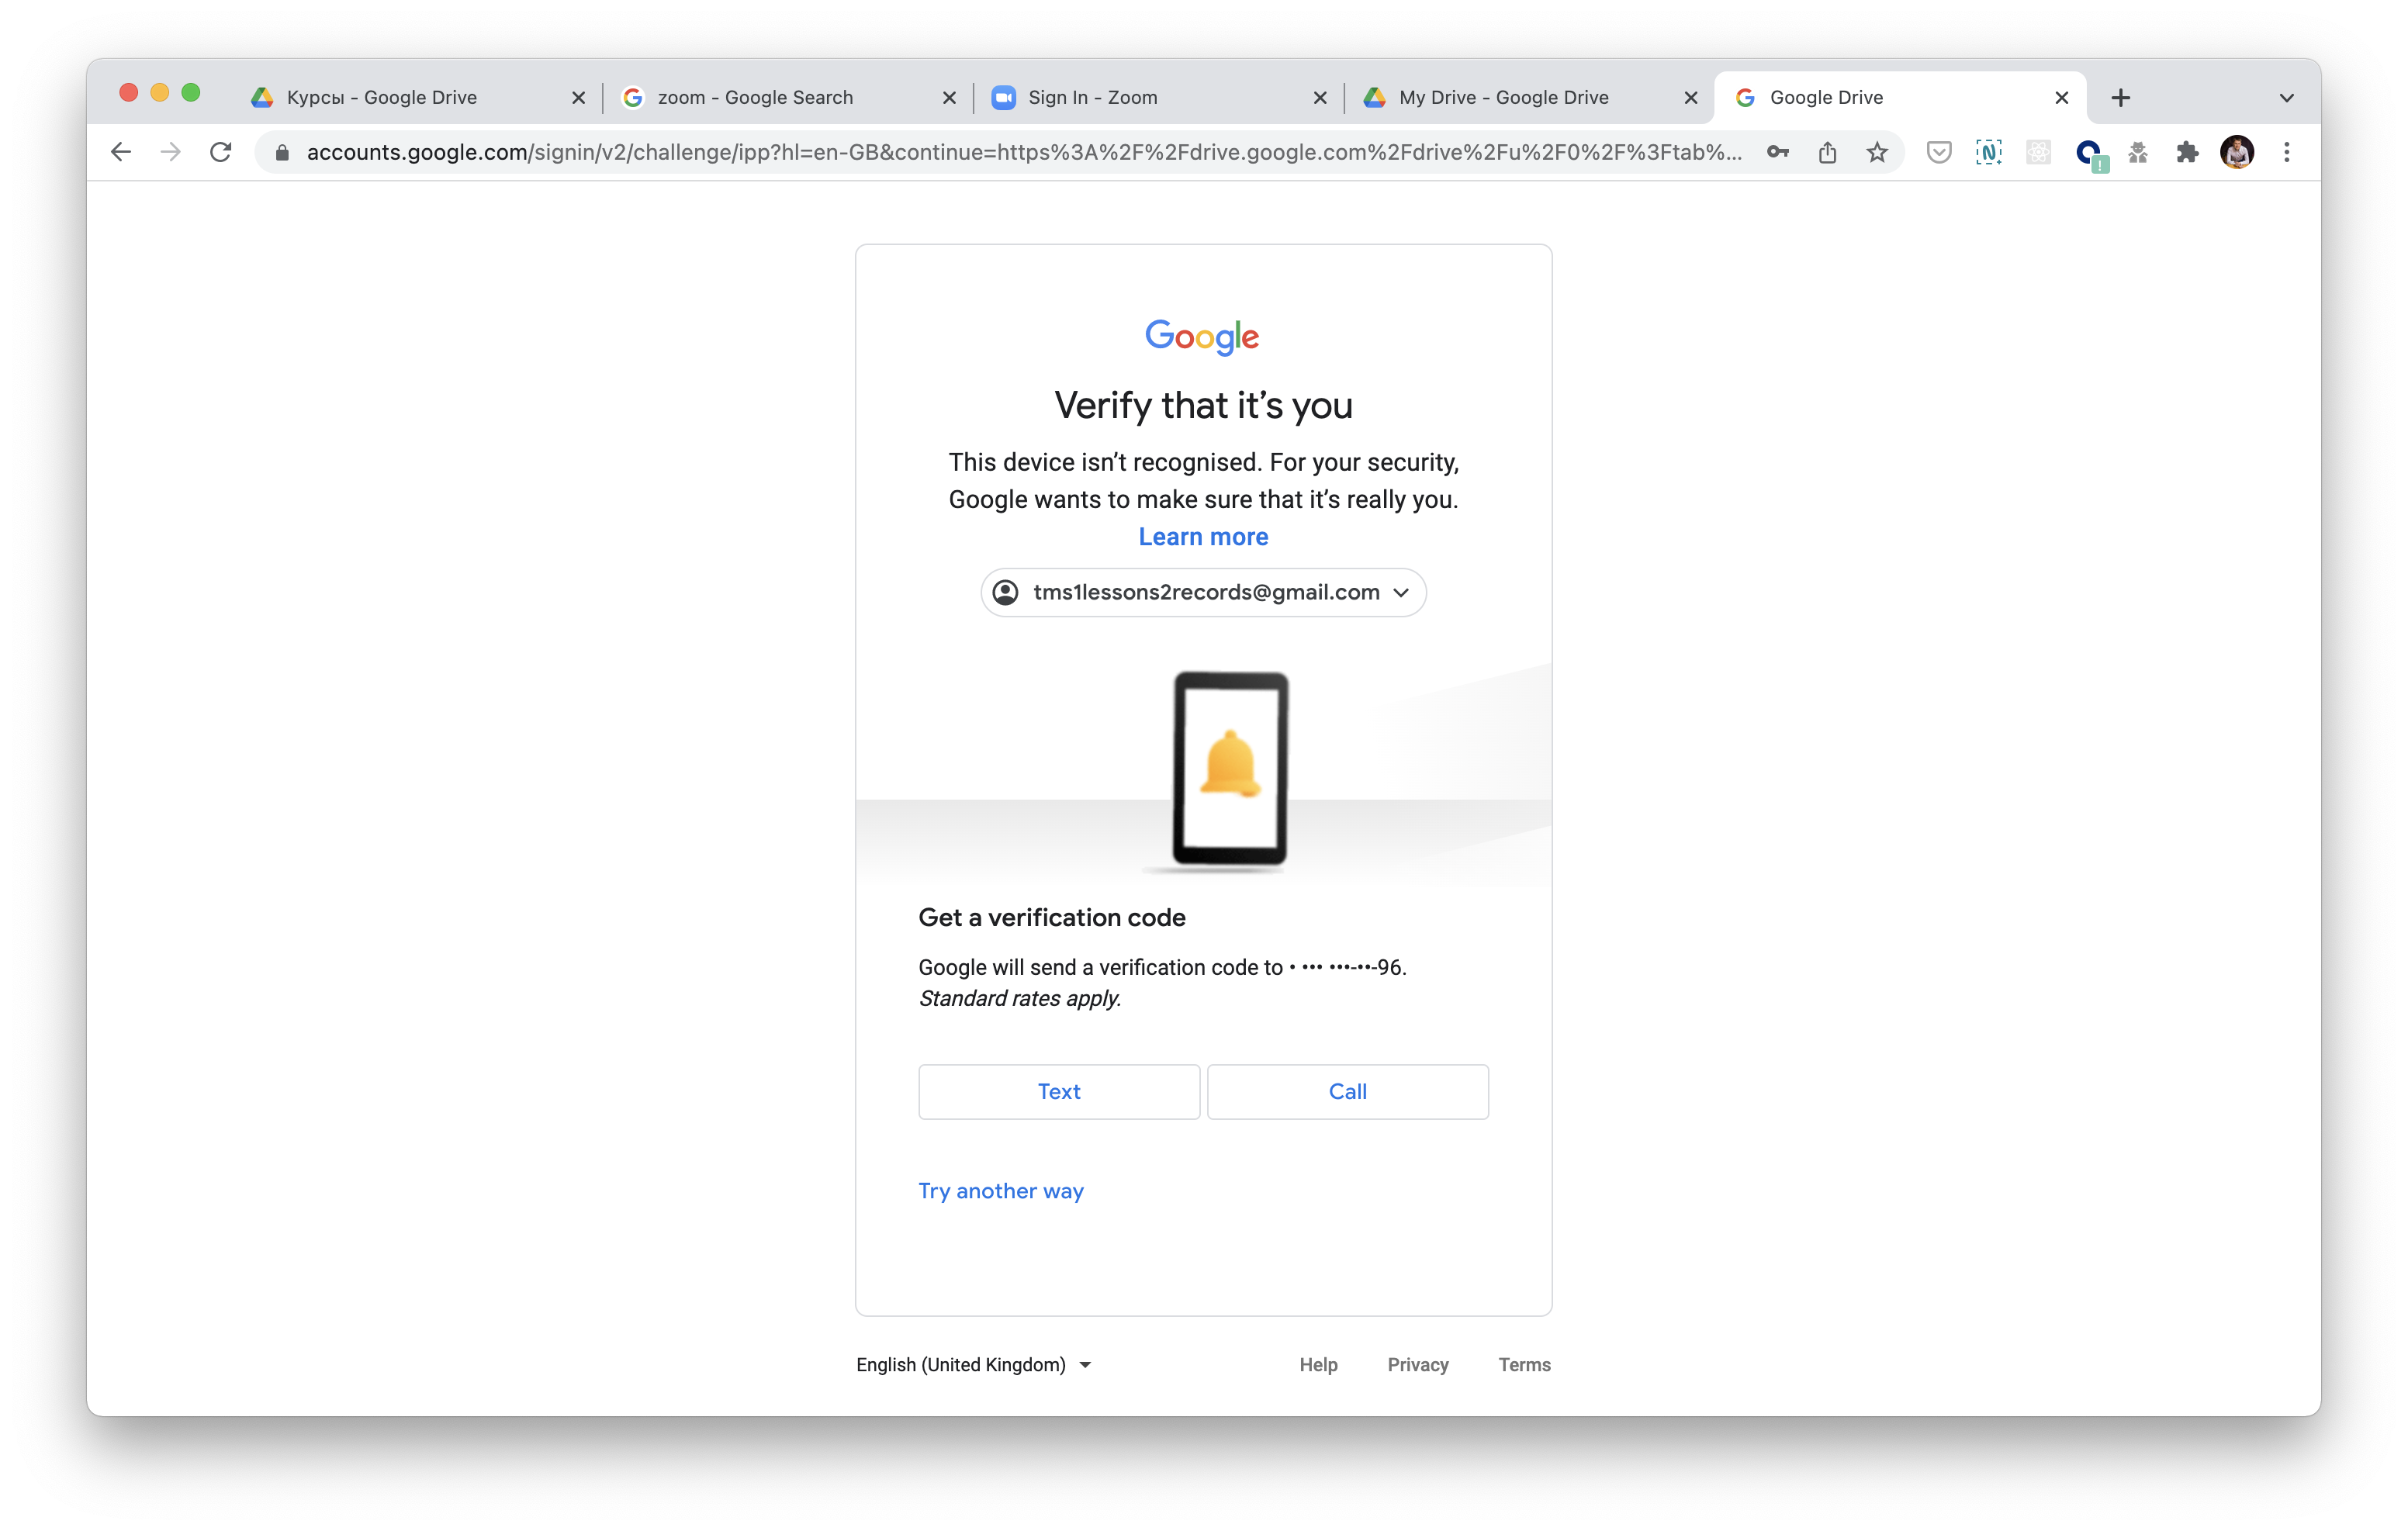 Курсы - Google Drive
zoom - Google Search
Sign In - Zoom
My Drive - Google Drive
Google Drive
accounts.google.com/signin/v2/challenge/ipp?hl=en-GB&continue=https%3A%2F%2Fdrive.google.com%2Fdrive%2Fu%2F0%2F%3Ftab%...
Google
Verify that it’s you
This device isn’t recognised. For your security,
Google wants to make sure that it’s really you.
Learn more
tms1lessons2records@gmail.com
Get a verification code
Google will send a verification code to • ••• •••-••-96.
Standard rates apply.
Text
Call
Try another way
English (United Kingdom)
Help
Privacy
Terms